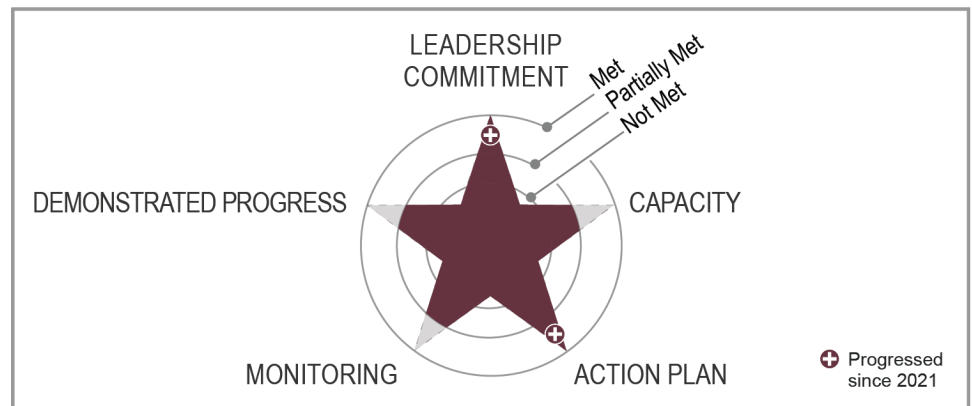 LEADERSHIP
COMMITMENT
Met
Partially Met
Not Met
DEMONSTRATED PROGRESS
CAPACITY
MONITORING
ACTION PLAN
Progressed
since 2021